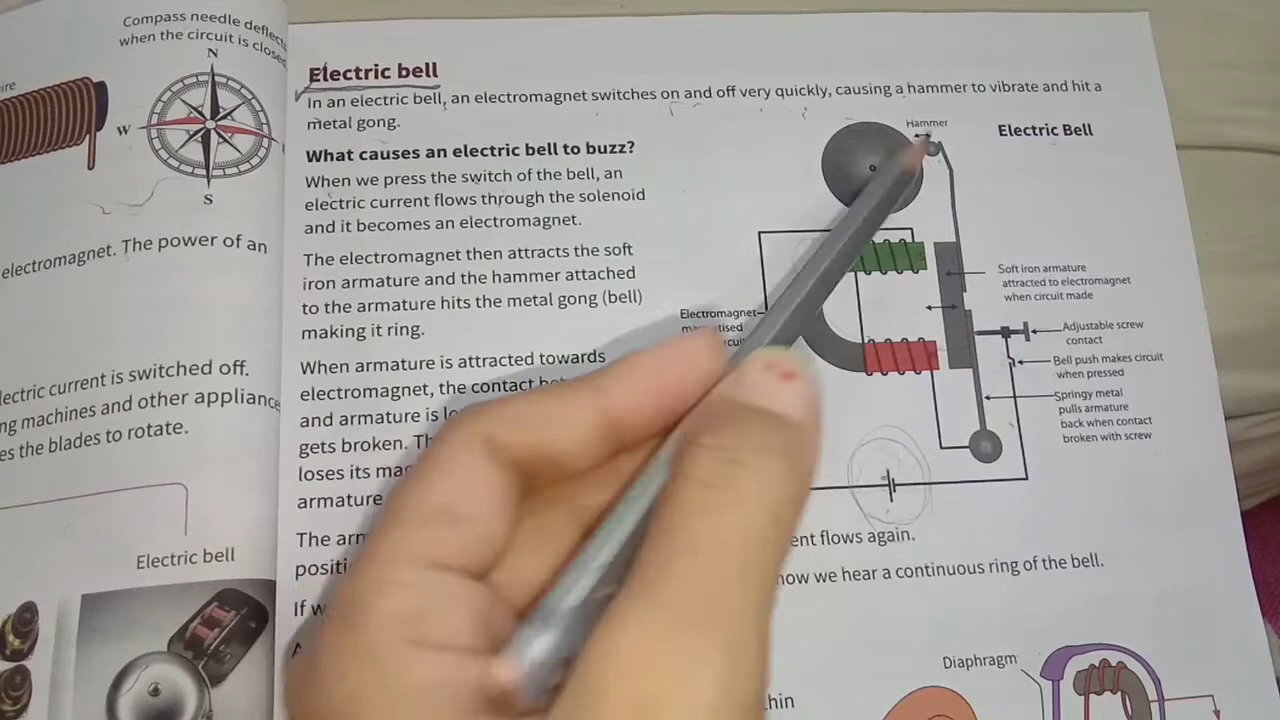 Compass needle deflects
when the circuit is closed
N
W
S
electromagnet. The power of an
electric current is switched off.
machines and other appliance
the blades to rotate.
Electric bell
Electric bell
In an electric bell, an electromagnet switches on and off very quickly, causing a hammer to vibrate and hit a
metal gong.
What causes an electric bell to buzz?
When we press the switch of the bell, an
electric current flows through the solenoid
and it becomes an electromagnet.
The electromagnet then attracts the soft
iron armature and the hammer attached
to the armature hits the metal gong (bell)
making it ring.
When armature is attracted towards
electromagnet, the contact
and armature is
gets broken.
loses its
armature
The
If
ent flows again.
how we hear a continuous ring of the bell.
Hammer
Electric Bell
Soft iron armature
attracted to electromagnet
when circuit made
Electromagnet
Adjustable screw
contact
Bell push makes circuit
when pressed
Springy metal
pulls armature
back when contact
broken with screw
Diaphragm